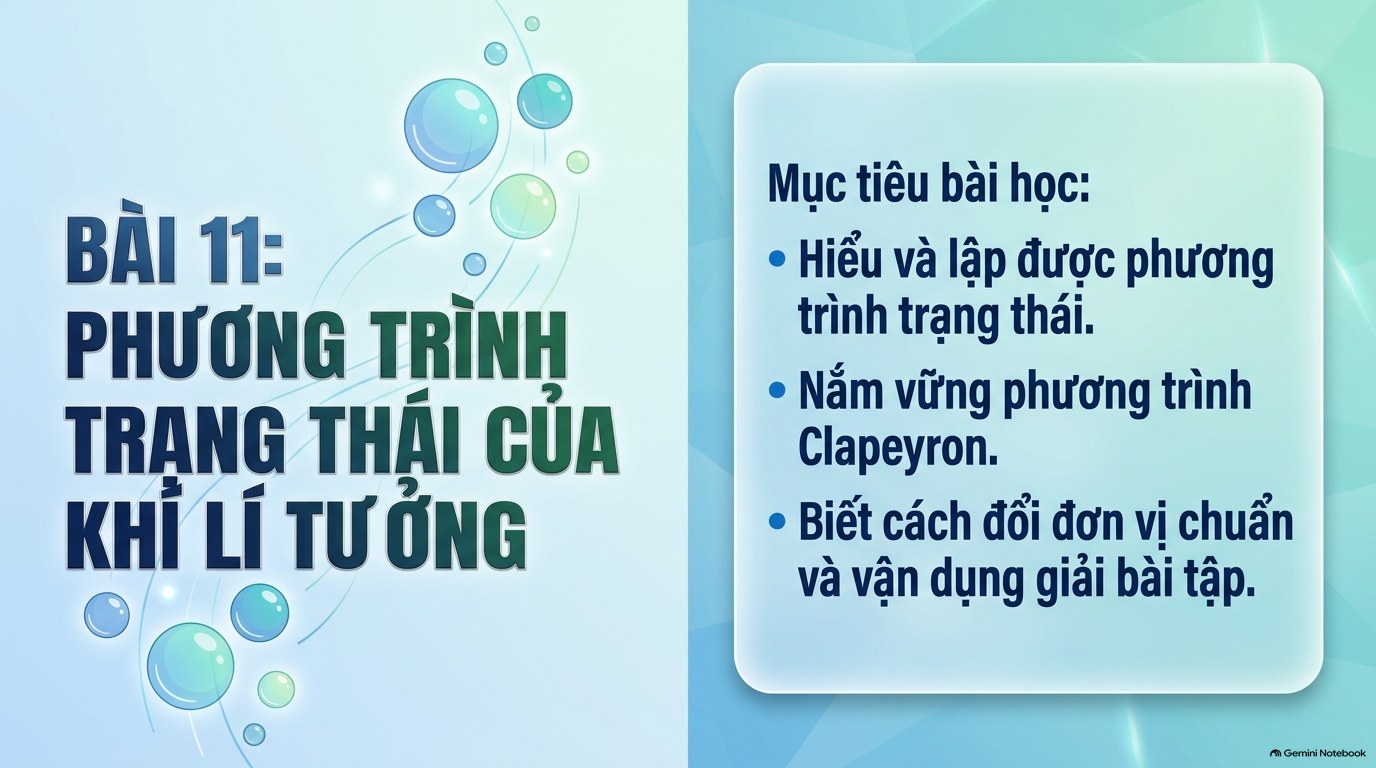 BÀI 11:
PHƯƠNG TRÌNH
TRẠNG THÁI CỦA
KHÍ LÍ TƯỞNG
Mục tiêu bài học:
• Hiểu và lập được phương
trình trạng thái.
• Nắm vững phương trình
Clapeyron.
• Biết cách đổi đơn vị chuẩn
và vận dụng giải bài tập.
Gemini Notebook